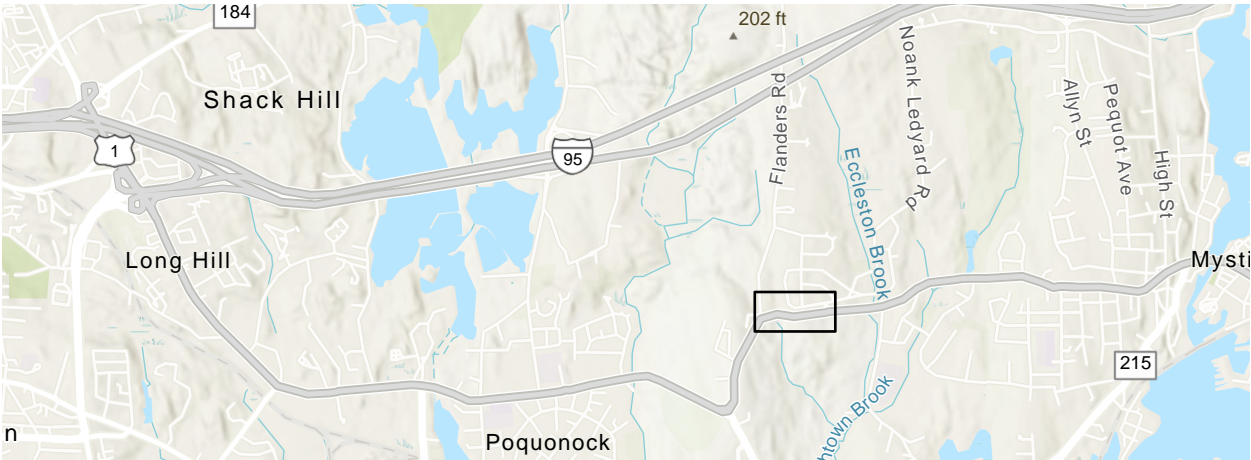 184
202 ft
Shack Hill
1
95
Flanders Rd
Noank Ledyard Rd
Allyn St
Pequot Ave
High St
Eccleston Brook
Long Hill
Mysti
215
n
Poquonock
htown Brook